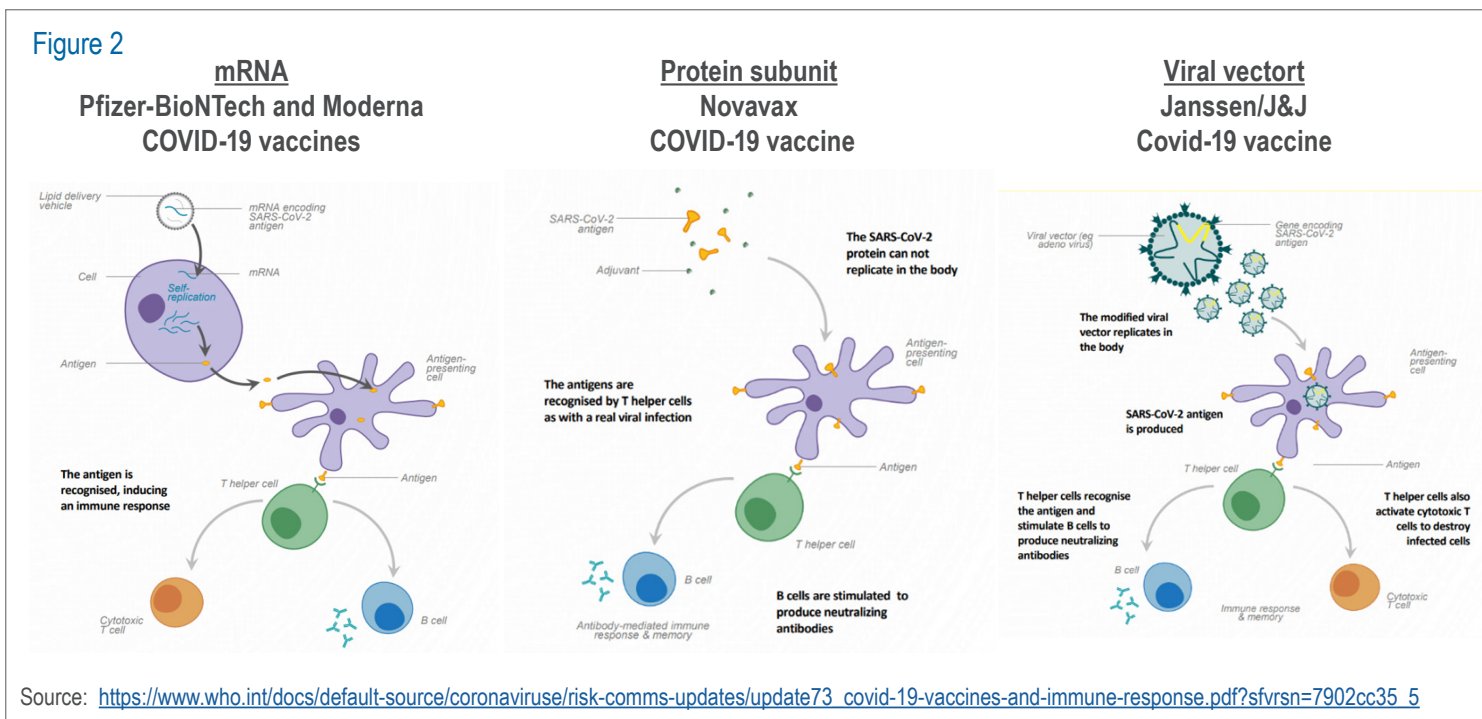 Figure 2
mRNA
Pfizer-BioNTech and Moderna
COVID-19 vaccines
Lipid delivery
vehicle
mRNA encoding
SARS-CoV-2
antigen
Cell
mRNA
Self-
replication
Antigen
Antigen-
presenting
cell
The antigen is
recognised, inducing
an immune response
T helper cell
Antigen
Cytotoxic
T cell
B cell
Protein subunit
Novavax
COVID-19 vaccine
SARS-CoV-2
antigen
The SARS-CoV-2
protein can not
replicate in the body
Adjuvant
Antigen-
presenting
cell
The antigens are
recognised by T helper cells
as with a real viral infection
Antigen
T helper cell
B cell
B cells are stimulated to
produce neutralizing
antibodies
Antibody-mediated immune
response & memory
Viral vectort
Janssen/J&J
Covid-19 vaccine
Viral vector (eg
adeno virus)
Gene encoding
SARS-CoV-2
antigen
The modified viral
vector replicates in
the body
Antigen-
presenting
cell
SARS-CoV-2 antigen
is produced
T helper cell
Antigen
T helper cells recognise
the antigen and
stimulate B cells to
produce neutralizing
antibodies
T helper cells also
activate cytotoxic T
cells to destroy
infected cells
B cell
Immune response
& memory
Cytotoxic
T cell
Source: https://www.who.int/docs/default-source/coronaviruse/risk-comms-updates/update73_covid-19-vaccines-and-immune-response.pdf?sfvrsn=7902cc35_5